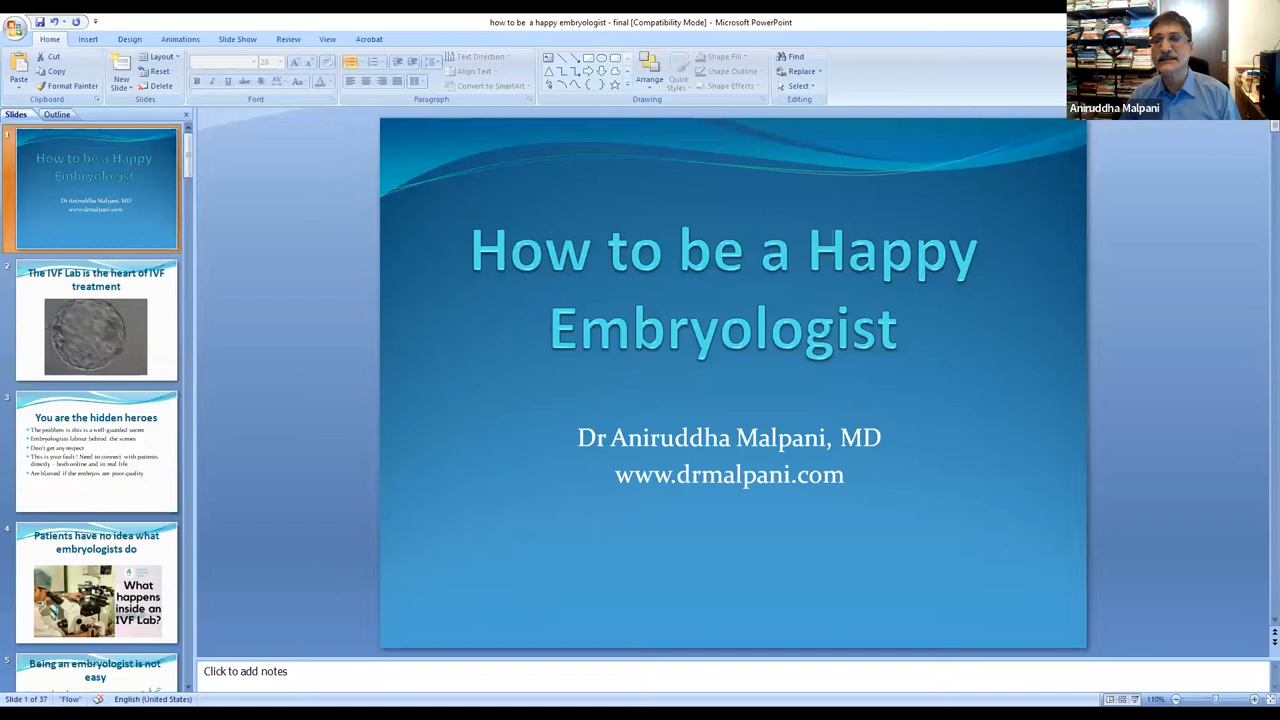 how to be a happy embryologist - final [Compatibility Mode] - Microsoft PowerPoint
Home Insert Design Animations Slide Show Review View Acrobat
Paste
Cut
Copy
Format Painter
Clipboard
New
Slide
Layout
Reset
Delete
Slides
28
Font
Text Direction
Align Text
Convert to SmartArt
Paragraph
Arrange
Quick
Styles
Shape Fill
Shape Outline
Shape Effects
Drawing
Find
Replace
Select
Editing
Aniruddha Malpani
Slides Outline
1
How to be a Happy
Embryologist
Dr Aniruddha Malpani, MD
www.drmalpani.com
2
The IVF Lab is the heart of IVF
treatment
3
You are the hidden heroes
The problem is this is a well-guarded secret
Embryologists labour behind the scenes
Don't get any respect
This is your fault ! Need to connect with patients
directly – both online and in real life
Are blamed if the embryos are poor quality
4
Patients have no idea what
embryologists do
What
happens
inside an
IVF Lab?
5
Being an embryologist is not
easy
How to be a Happy
Embryologist
Dr Aniruddha Malpani, MD
www.drmalpani.com
Click to add notes
Slide 1 of 37 "Flow" English (United States) 110%